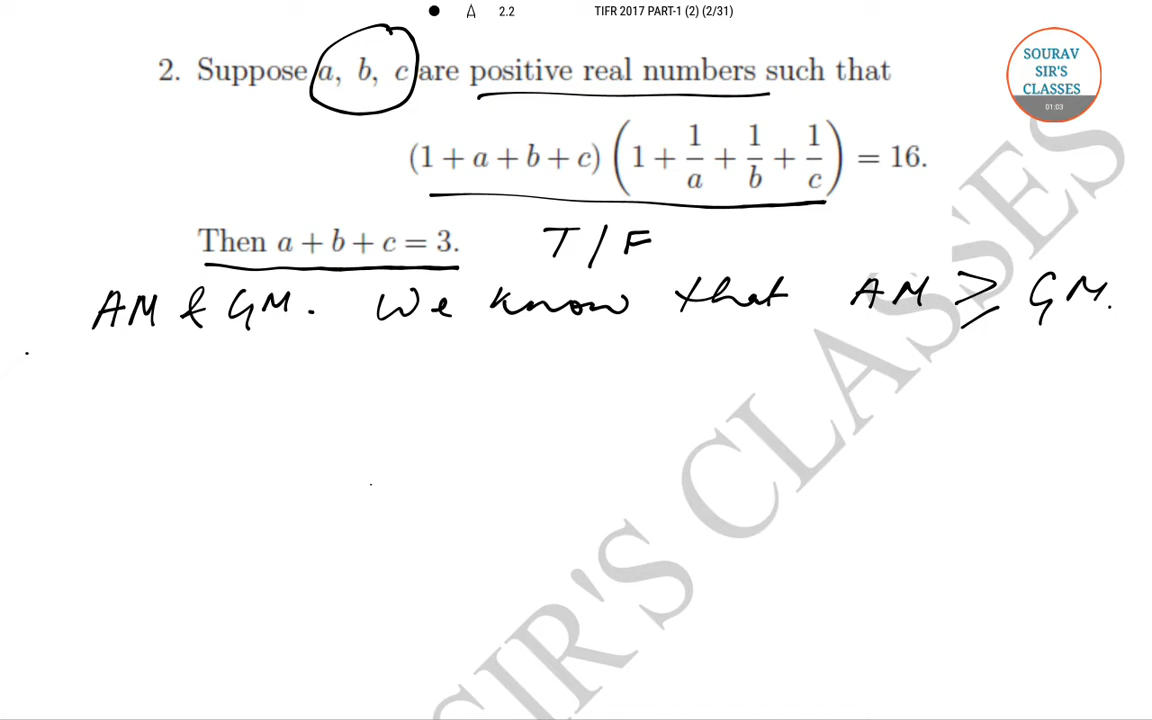 A 2.2 TIFR 2017 PART-1 (2) (2/31)
SOURAV
SIR'S
CLASSES
01:03
2. Suppose a, b, c are positive real numbers such that
(1 + a + b + c) (1 + 1/a + 1/b + 1/c) = 16.
Then a + b + c = 3. T/F
AM & GM. We know that AM ≥ GM.
SIR'S CLASSES